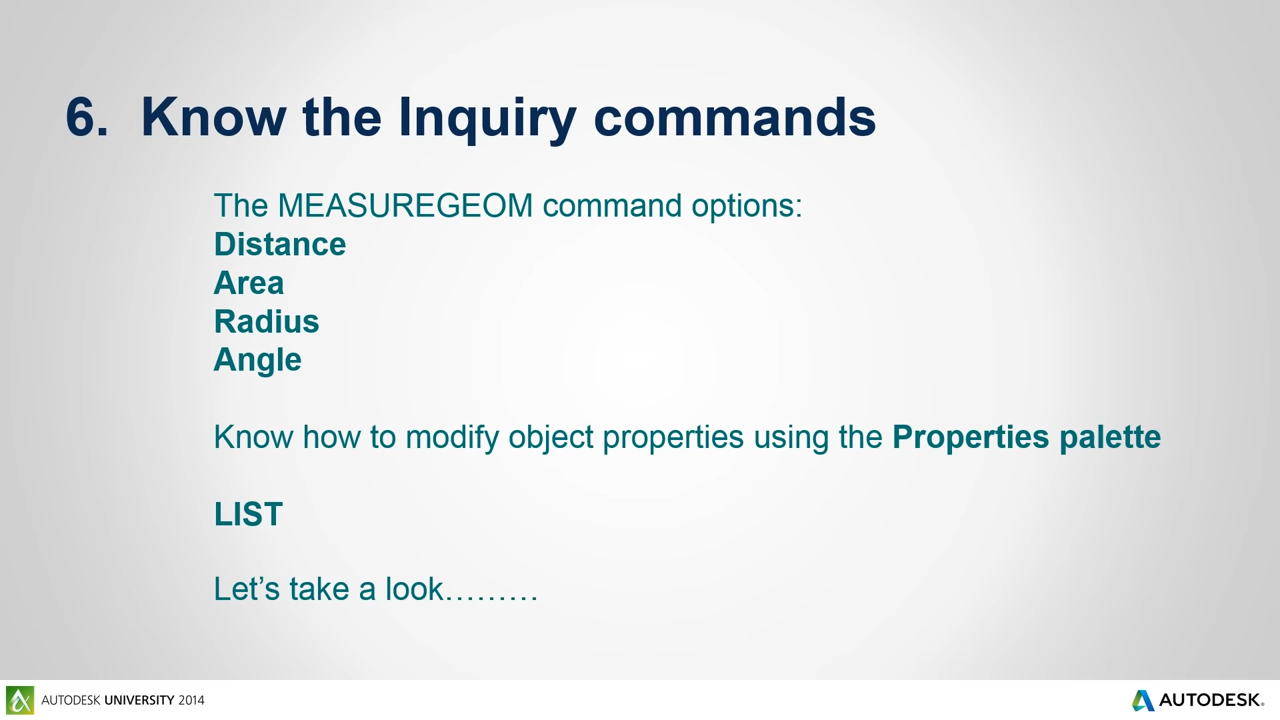 6. Know the Inquiry commands
The MEASUREGEOM command options:
Distance
Area
Radius
Angle
Know how to modify object properties using the Properties palette
LIST
Let’s take a look………
AUTODESK UNIVERSITY 2014
AUTODESK.